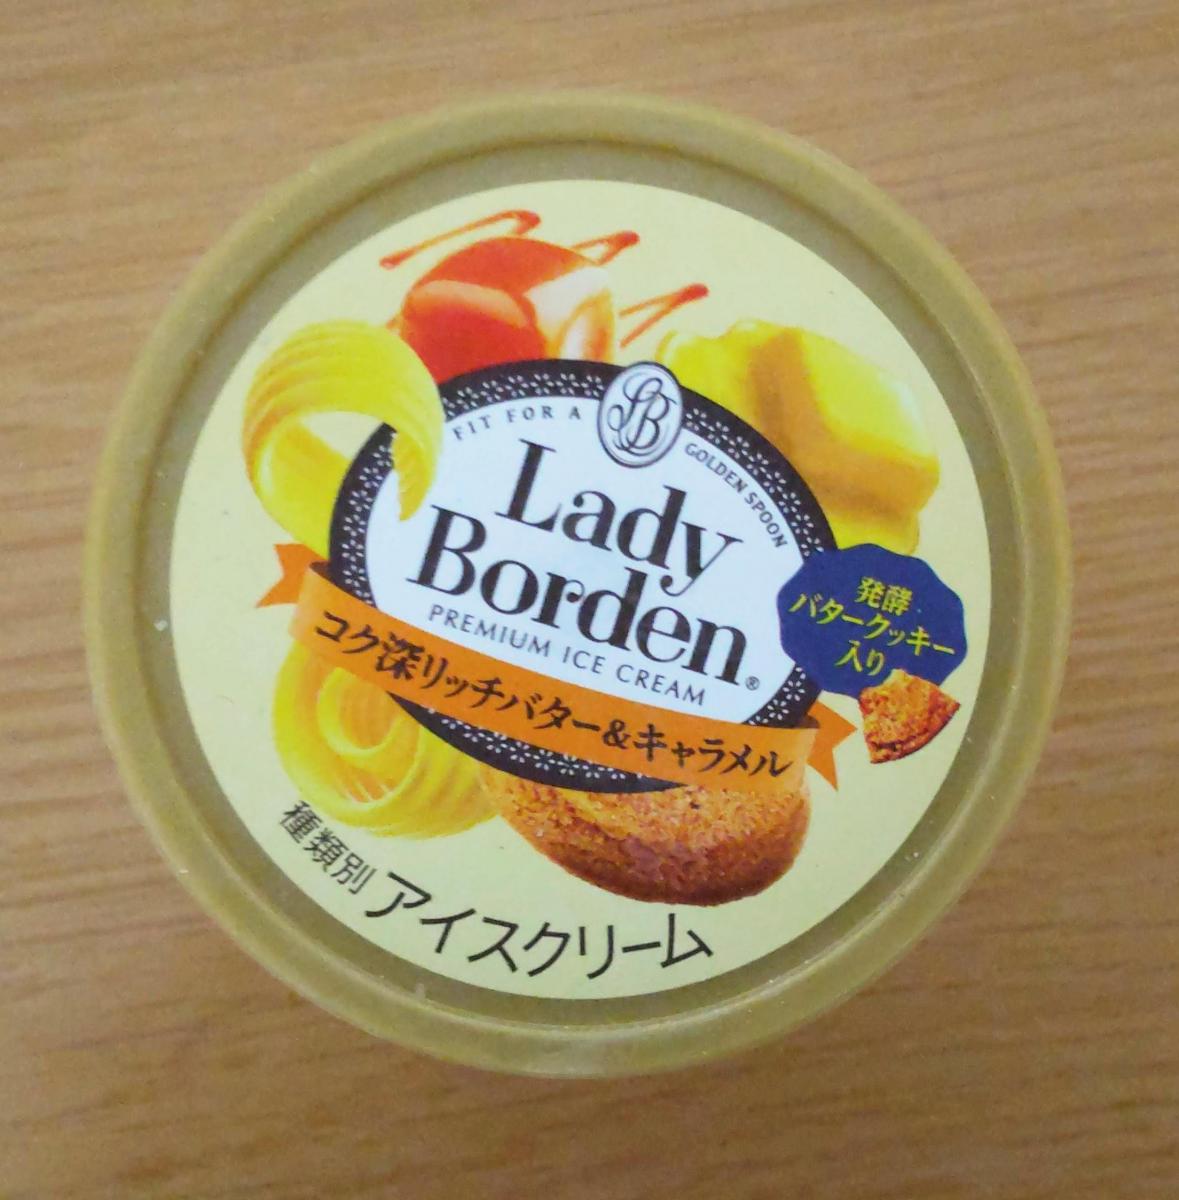 FIT FOR A
LB
GOLDEN SPOON
Lady
Borden®
PREMIUM ICE CREAM
コク深リッチバター&キャラメル
発酵
バタークッキー
入り
種類別 アイスクリーム